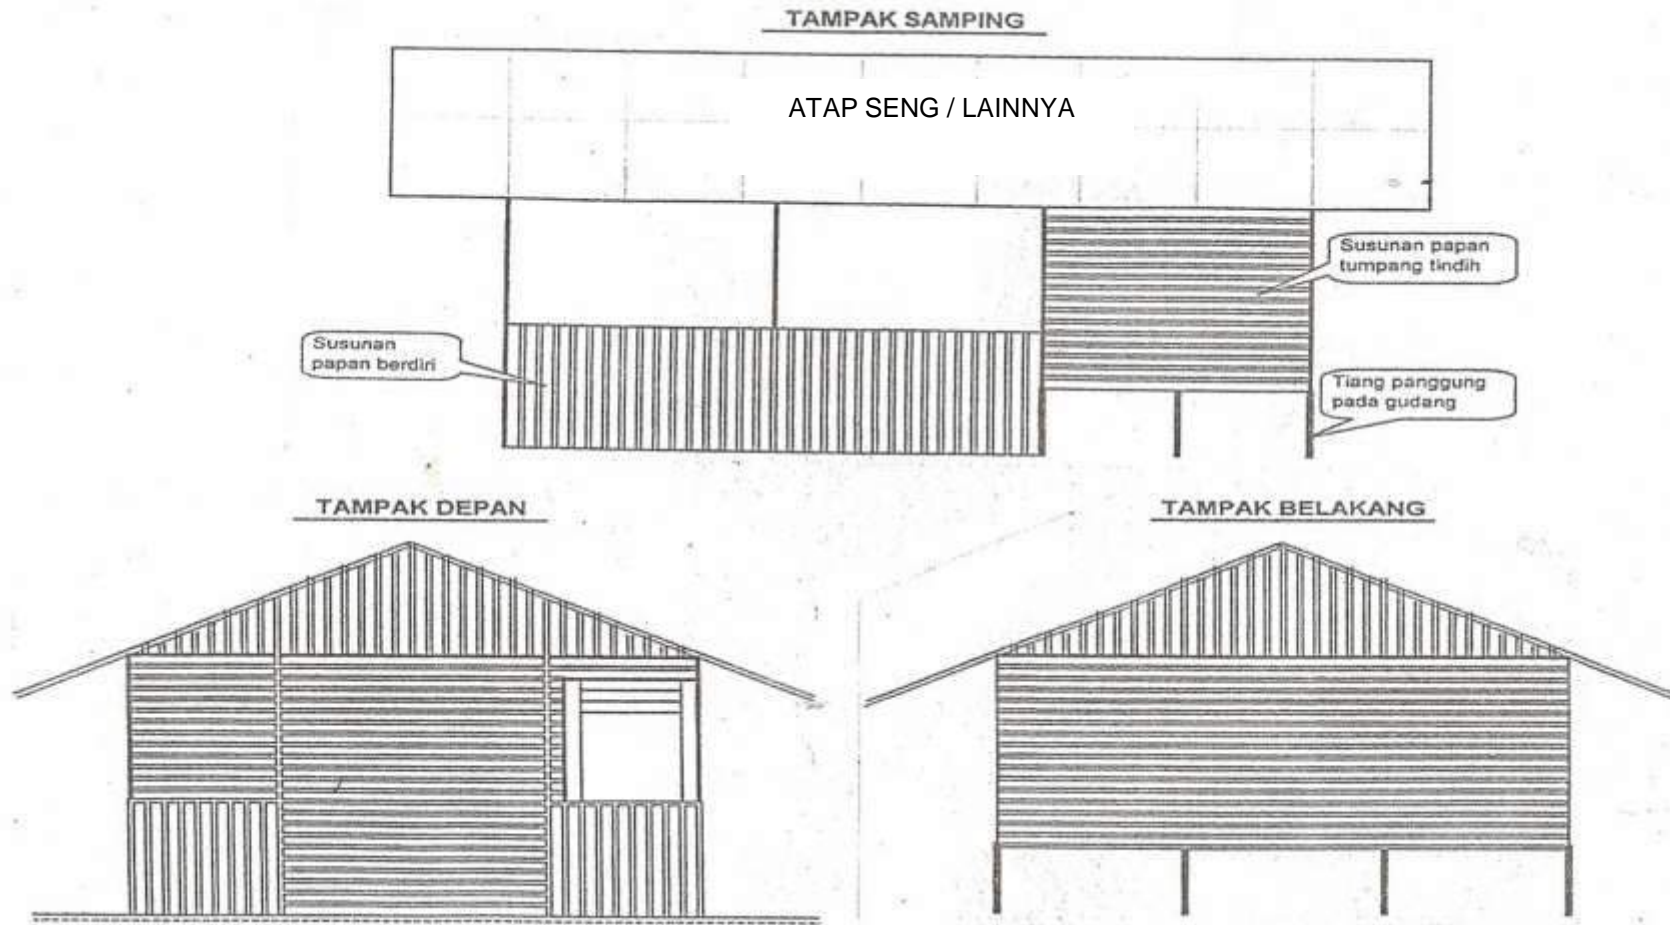 TAMPAK SAMPING
ATAP SENG / LAINNYA
Susunan papan
tumpang tindih
Susunan
papan berdiri
Tiang panggung
pada gudang
TAMPAK DEPAN
TAMPAK BELAKANG